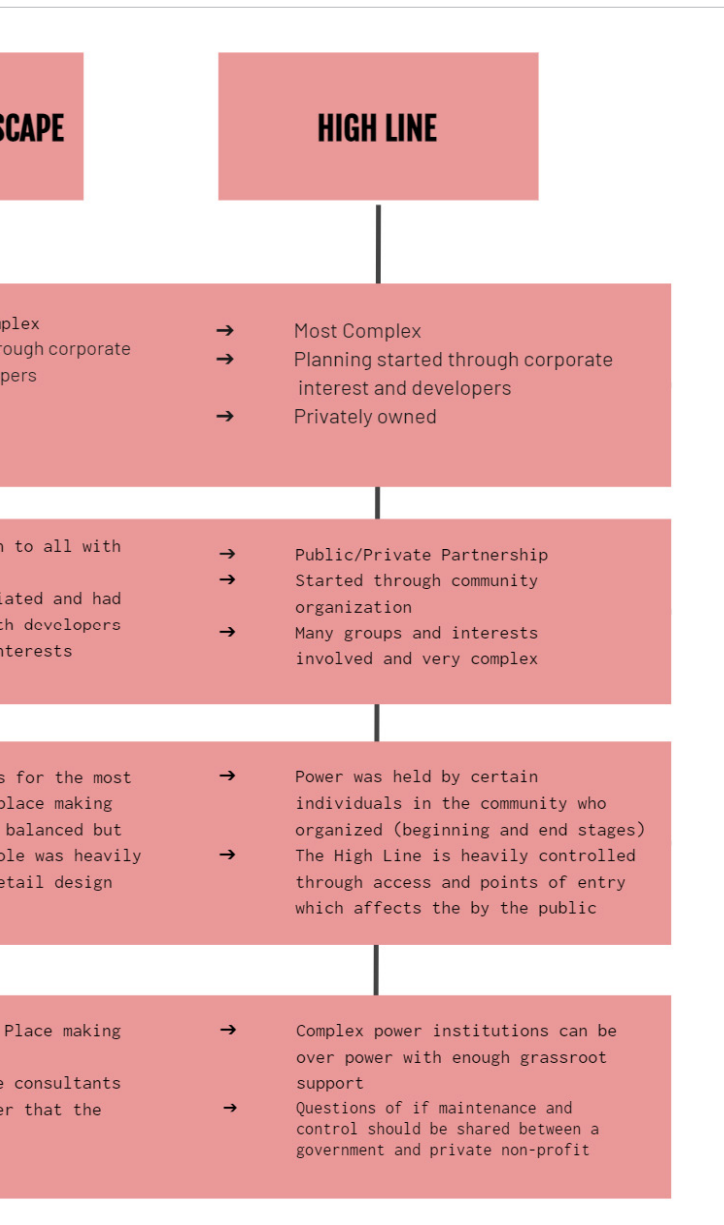 SCAPE
HIGH LINE
mplex
rough corporate
pers
➔ Most Complex
➔ Planning started through corporate
interest and developers
➔ Privately owned
n to all with
iated and had
th developers
nterests
➔ Public/Private Partnership
➔ Started through community
organization
➔ Many groups and interests
involved and very complex
s for the most
place making
balanced but
ole was heavily
etail design
➔ Power was held by certain
individuals in the community who
organized (beginning and end stages)
➔ The High Line is heavily controlled
through access and points of entry
which affects the by the public
Place making
e consultants
er that the
➔ Complex power institutions can be
over power with enough grassroot
support
➔ Questions of if maintenance and
control should be shared between a
government and private non-profit